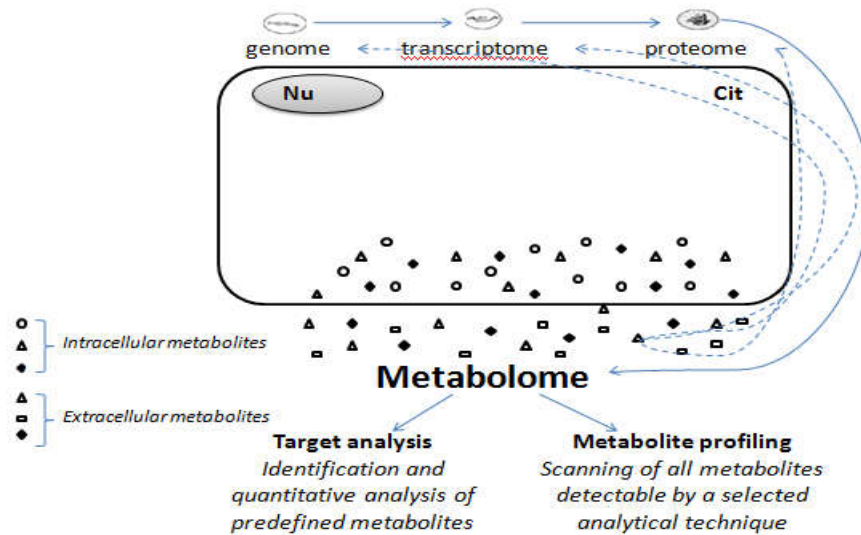 genome transcriptome proteome
Nu Cit
Intracellular metabolites
Metabolome
Extracellular metabolites
Target analysis
Identification and
quantitative analysis of
predefined metabolites
Metabolite profiling
Scanning of all metabolites
detectable by a selected
analytical technique